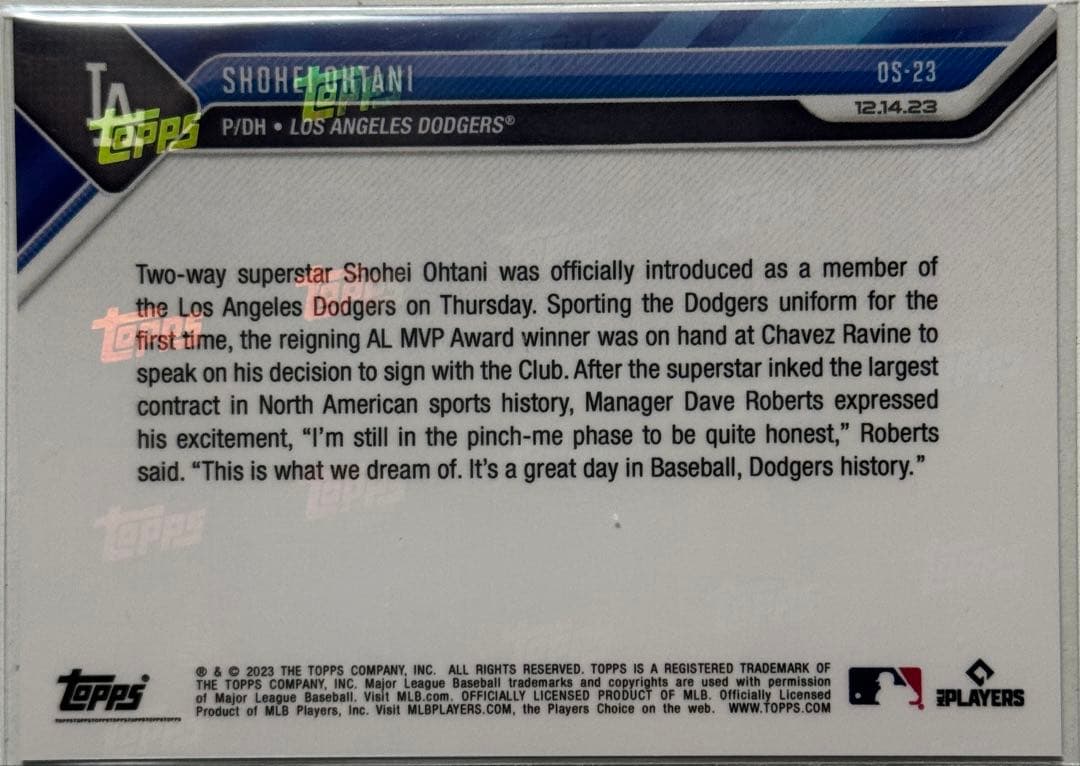 LA
SHOHEI OHTANI
OS-23
12.14.23
P/DH • LOS ANGELES DODGERS®
Two-way superstar Shohei Ohtani was officially introduced as a member of
the Los Angeles Dodgers on Thursday. Sporting the Dodgers uniform for the
first time, the reigning AL MVP Award winner was on hand at Chavez Ravine to
speak on his decision to sign with the Club. After the superstar inked the largest
contract in North American sports history, Manager Dave Roberts expressed
his excitement, “I’m still in the pinch-me phase to be quite honest,” Roberts
said. “This is what we dream of. It’s a great day in Baseball, Dodgers history.”
Topps
Topps
Topps
Topps
Topps
Topps
Topps
® & © 2023 THE TOPPS COMPANY, INC. ALL RIGHTS RESERVED. TOPPS IS A REGISTERED TRADEMARK OF
THE TOPPS COMPANY, INC. Major League Baseball trademarks and copyrights are used with permission
of Major League Baseball. Visit MLB.com. OFFICIALLY LICENSED PRODUCT OF MLB. Officially Licensed
Product of MLB Players, Inc. Visit MLBPLAYERS.COM, the Players Choice on the web. WWW.TOPPS.COM
MLB PLAYERS